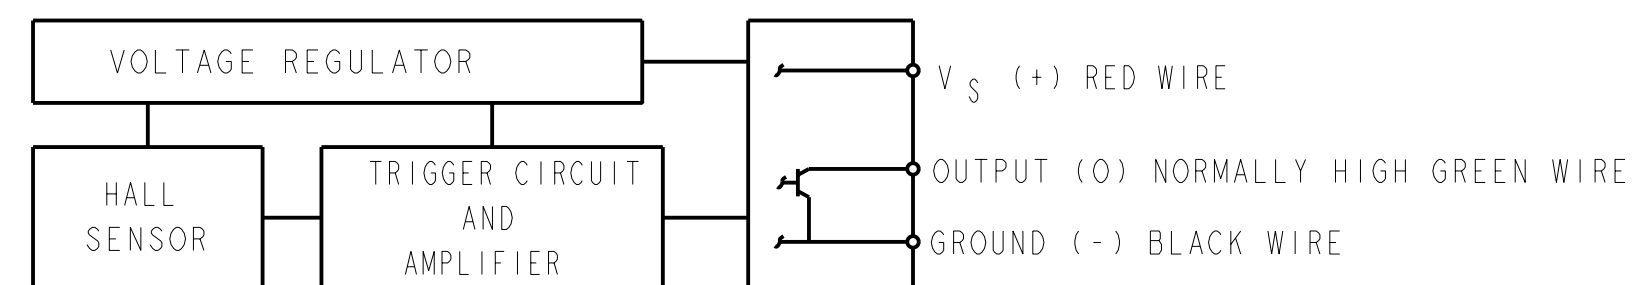 VOLTAGE REGULATOR
V S (+) RED WIRE
HALL
SENSOR
TRIGGER CIRCUIT
AND
AMPLIFIER
OUTPUT (O) NORMALLY HIGH GREEN WIRE
GROUND (-) BLACK WIRE